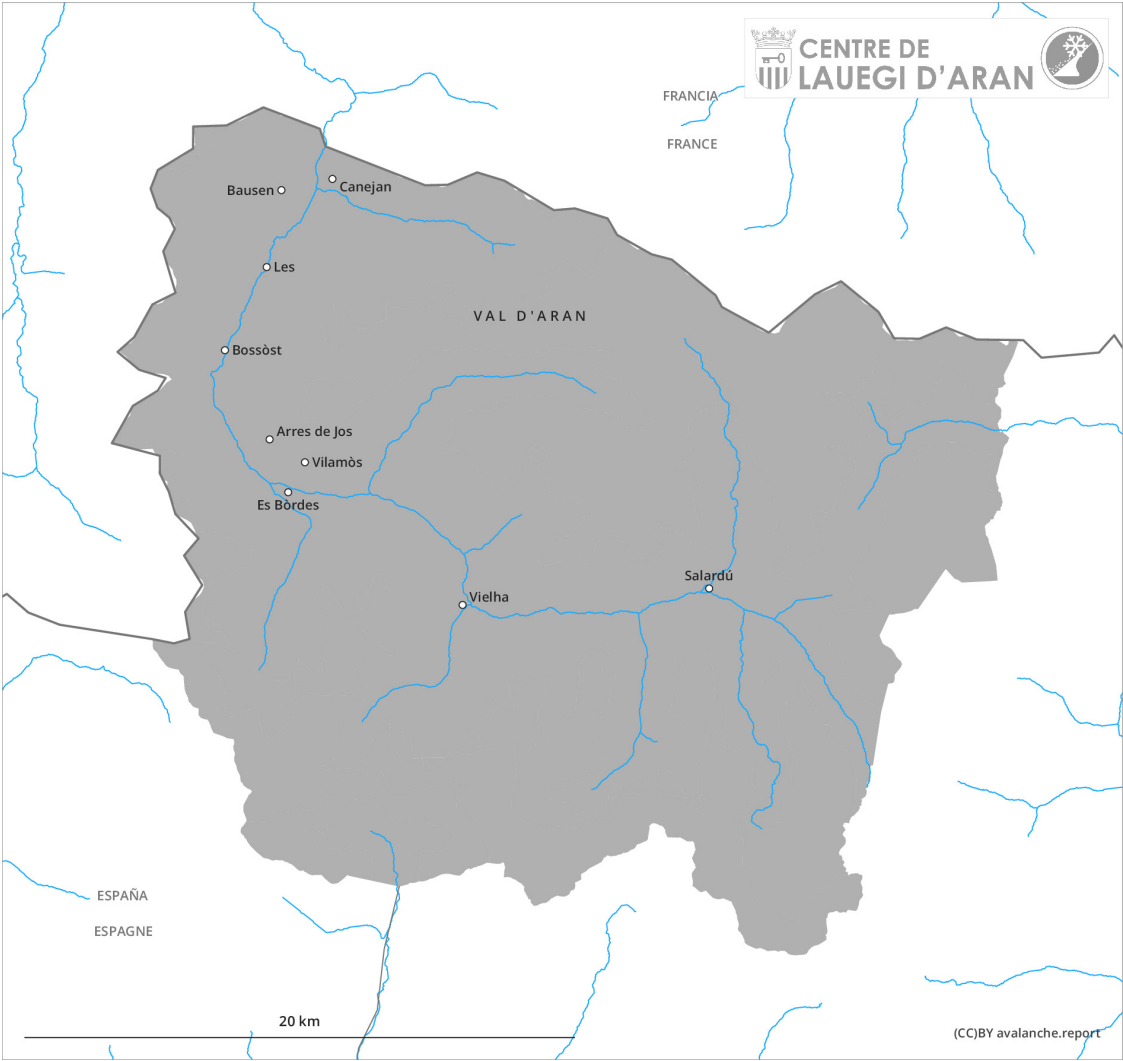 CENTRE DE
LAUEGI D'ARAN
FRANCIA
FRANCE
Bausen
Canejan
Les
VAL D'ARAN
Bossòst
Arres de Jos
Vilamòs
Es Bòrdes
Salardú
Vielha
ESPAÑA
ESPAGNE
20 km
(CC)BY avalanche.report